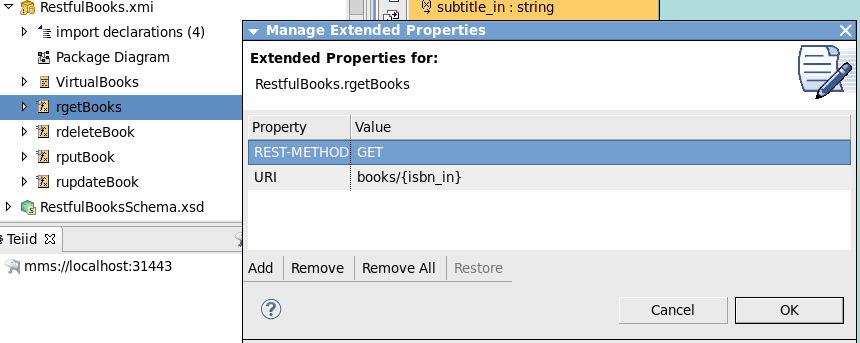 RestfulBooks.xmi
import declarations (4)
Package Diagram
VirtualBooks
rgetBooks
rdeleteBook
rputBook
rupdateBook
RestfulBooksSchema.xsd
Teiid
mms://localhost:31443
subtitle_in : string
Manage Extended Properties
Extended Properties for:
RestfulBooks.rgetBooks
Property Value
REST-METHOD GET
URI books/{isbn_in}
Add Remove Remove All Restore
? Cancel OK